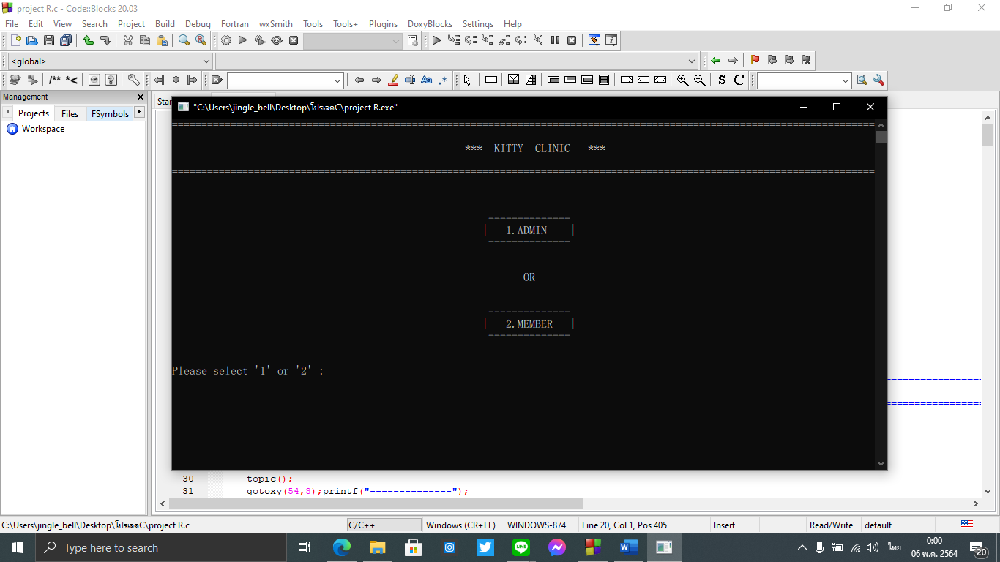 project R.c - Code::Blocks 20.03
File Edit View Search Project Build Debug Fortran wxSmith Tools Tools+ Plugins DoxyBlocks Settings Help
<global>
/** *<
Aa .*
S C
Management
Projects Files FSymbols
Workspace
Star
"C:\Users\jingle_bell\Desktop\โปรเจคC\project R.exe"
================================================================================
*** KITTY CLINIC ***
================================================================================
--------------
| 1.ADMIN |
--------------
OR
--------------
| 2.MEMBER |
--------------
Please select '1' or '2' :
30 topic();
31 gotoxy(54,8);printf("--------------");
C:\Users\jingle_bell\Desktop\โปรเจคC\project R.c C/C++ Windows (CR+LF) WINDOWS-874 Line 20, Col 1, Pos 405 Insert Read/Write default
Type here to search
ไทย
0:00
06 พ.ค. 2564
20